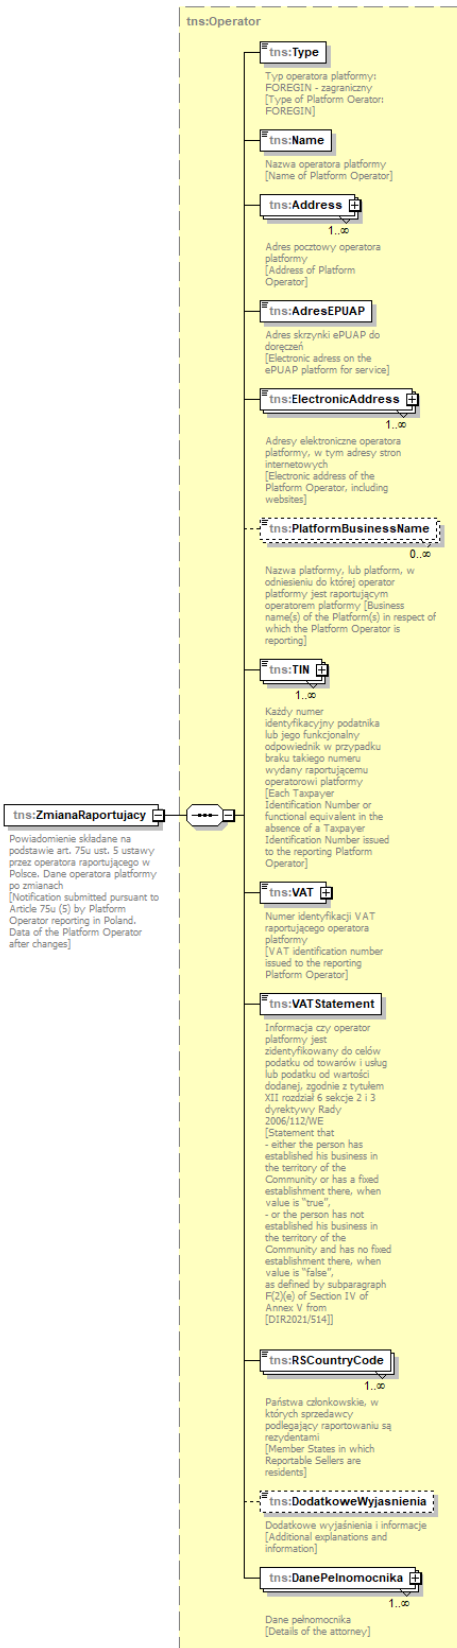 tns:Operator
tns:Type
Typ operatora platformy:
FOREGIN - zagraniczny
[Type of Platform Oerator:
FOREGIN]
tns:Name
Nazwa operatora platformy
[Name of Platform Operator]
tns:Address
1..∞
Adres pocztowy operatora
platformy
[Address of Platform
Operator]
tns:AdresEPUAP
Adres skrzynki ePUAP do
doręczeń
[Electronic adress on the
ePUAP platform for service]
tns:ElectronicAddress
1..∞
Adresy elektroniczne operatora
platformy, w tym adresy stron
internetowych
[Electronic address of the
Platform Operator, including
websites]
tns:PlatformBusinessName
0..∞
Nazwa platformy, lub platform, w
odniesieniu do której operator
platformy jest raportującym
operatorem platformy [Business
name(s) of the Platform(s) in respect of
which the Platform Operator is
reporting]
tns:TIN
1..∞
Każdy numer
identyfikacyjny podatnika
lub jego funkcjonalny
odpowiednik w przypadku
braku takiego numeru
wydany raportującemu
operatorowi platformy
[Each Taxpayer
Identification Number or
functional equivalent in the
absence of a Taxpayer
Identification Number issued
to the reporting Platform
Operator]
tns:ZmianaRaportujacy
Powiadomienie składane na
podstawie art. 75u ust. 5 ustawy
przez operatora raportującego w
Polsce. Dane operatora platformy
po zmianach
[Notification submitted pursuant to
Article 75u (5) by Platform
Operator reporting in Poland.
Data of the Platform Operator
after changes]
tns:VAT
Numer identyfikacji VAT
raportującego operatora
platformy
[VAT identification number
issued to the reporting
Platform Operator]
tns:VATStatement
Informacja czy operator
platformy jest
zidentyfikowany do celów
podatku od towarów i usług
lub podatku od wartości
dodanej, zgodnie z tytułem
XII rozdział 6 sekcje 2 i 3
dyrektywy Rady
2006/112/WE
[Statement that
- either the person has
established his business in
the territory of the
Community or has a fixed
establishment there, when
value is "true",
- or the person has not
established his business in
the territory of the
Community and has no fixed
establishment there, when
value is "false",
as defined by subparagraph
F(2)(e) of Section IV of
Annex V from
[DIR2021/514]]
tns:RSCountryCode
1..∞
Państwa członkowskie, w
których sprzedawcy
podlegający raportowaniu są
rezydentami
[Member States in which
Reportable Sellers are
residents]
tns:DodatkoweWyjasnienia
Dodatkowe wyjaśnienia i informacje
[Additional explanations and
information]
tns:DanePelnomocnika
1..∞
Dane pełnomocnika
[Details of the attorney]